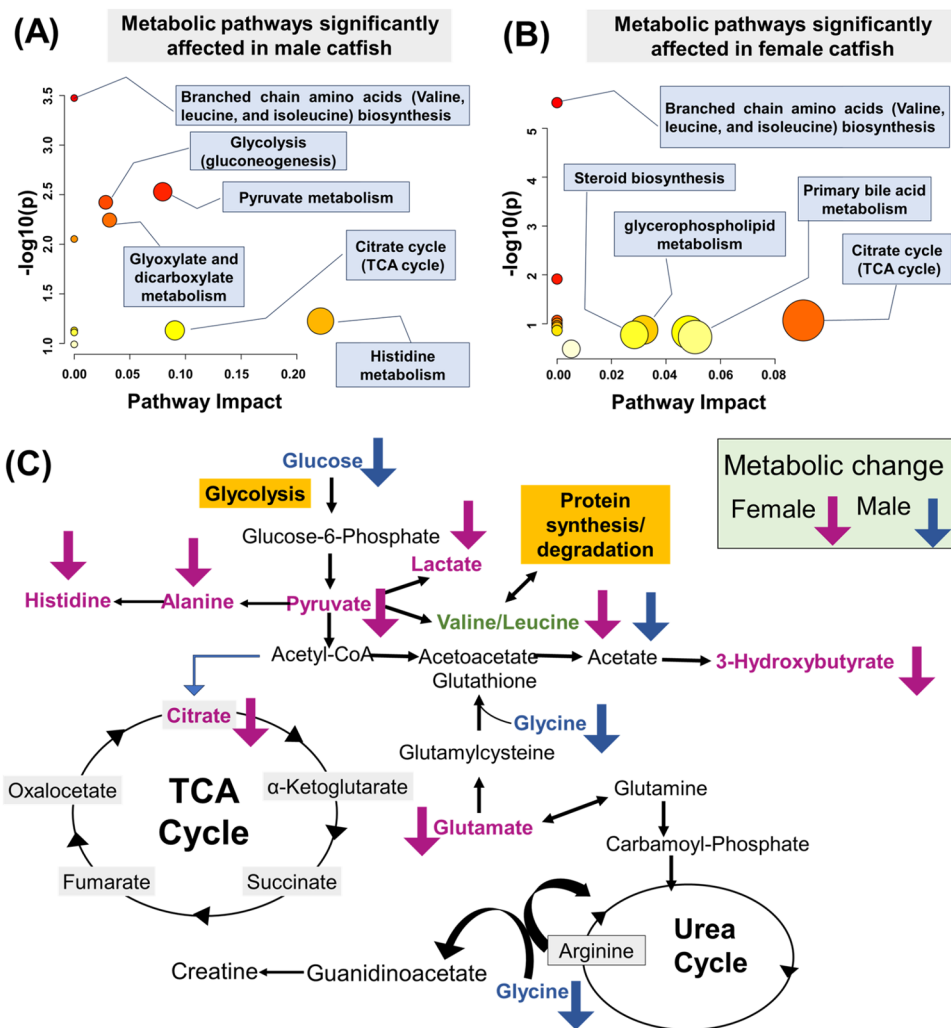 (A)
Metabolic pathways significantly
affected in male catfish
3.5
3.0
2.5
2.0
1.5
1.0
-log10(p)
Branched chain amino acids (Valine,
leucine, and isoleucine) biosynthesis
Glycolysis
(gluconeogenesis)
Pyruvate metabolism
Glyoxylate and
dicarboxylate
metabolism
Citrate cycle
(TCA cycle)
Histidine
metabolism
0.00
0.05
0.10
0.15
0.20
Pathway Impact
(B)
Metabolic pathways significantly
affected in female catfish
5
4
3
2
1
-log10(p)
Branched chain amino acids (Valine,
leucine, and isoleucine) biosynthesis
Steroid biosynthesis
glycerophospholipid
metabolism
Primary bile acid
metabolism
Citrate cycle
(TCA cycle)
0.00
0.02
0.04
0.06
0.08
Pathway Impact
(C)
Glucose
Glycolysis
Glucose-6-Phosphate
Protein
synthesis/
degradation
Metabolic change
Female
Male
Lactate
Histidine
Alanine
Pyruvate
Valine/Leucine
Acetyl-CoA
Acetoacetate
Acetate
3-Hydroxybutyrate
Glutathione
Citrate
Glycine
Glutamylcysteine
Oxalocetate
TCA
Cycle
α-Ketoglutarate
Glutamine
Glutamate
Carbamoyl-Phosphate
Fumarate
Succinate
Urea
Cycle
Arginine
Creatine
Guanidinoacetate
Glycine